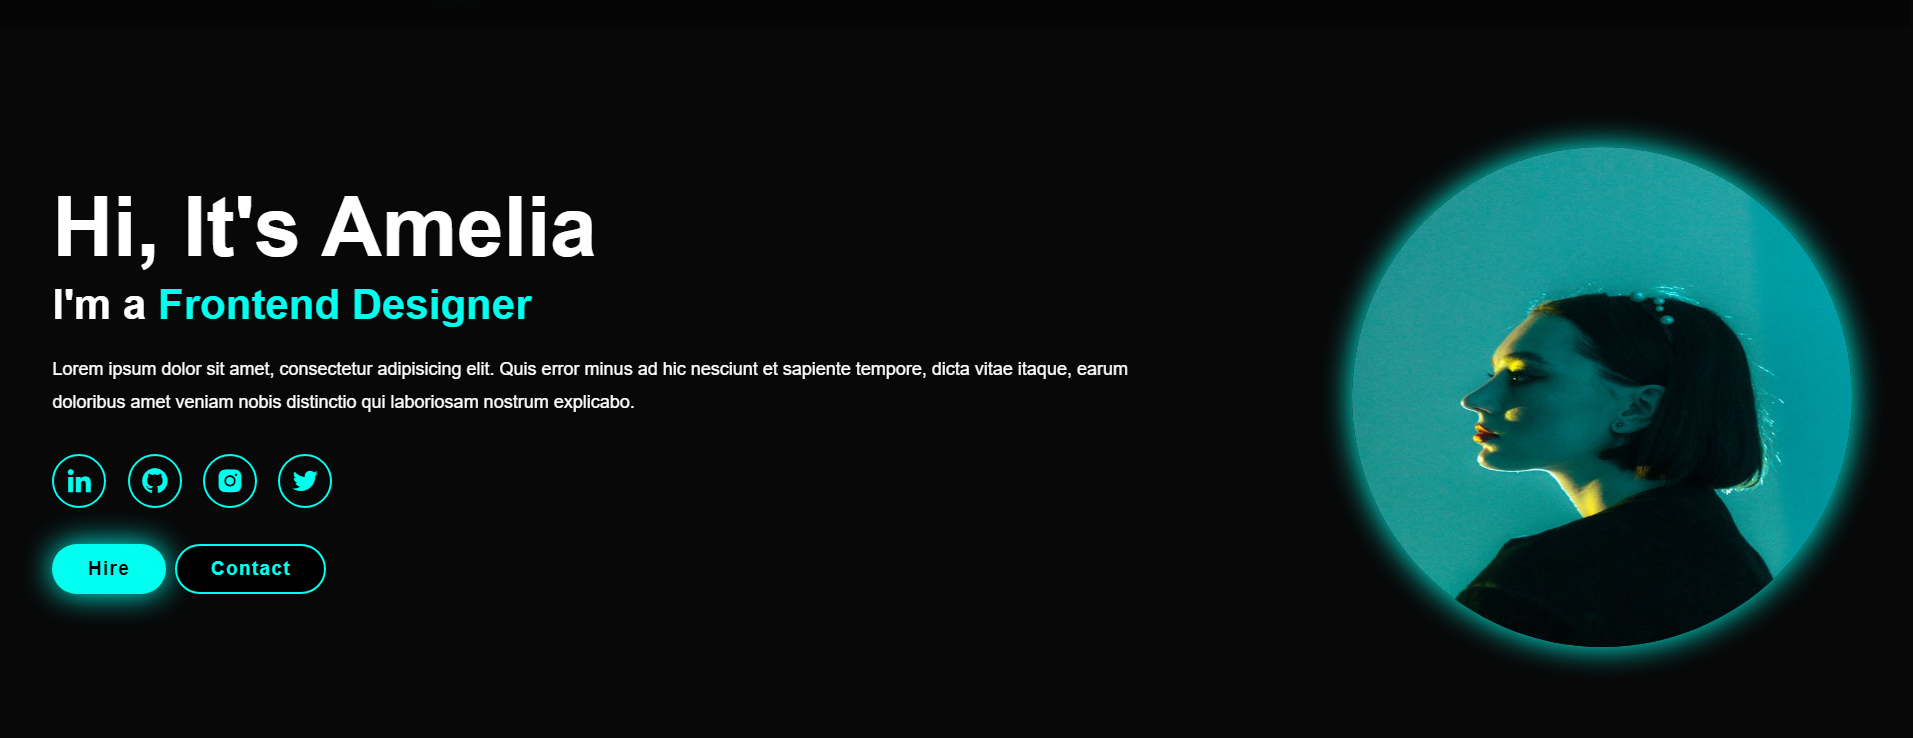 Hi, It's Amelia
I'm a Frontend Designer
Lorem ipsum dolor sit amet, consectetur adipisicing elit. Quis error minus ad hic nesciunt et sapiente tempore, dicta vitae itaque, earum
doloribus amet veniam nobis distinctio qui laboriosam nostrum explicabo.
in
Hire Contact